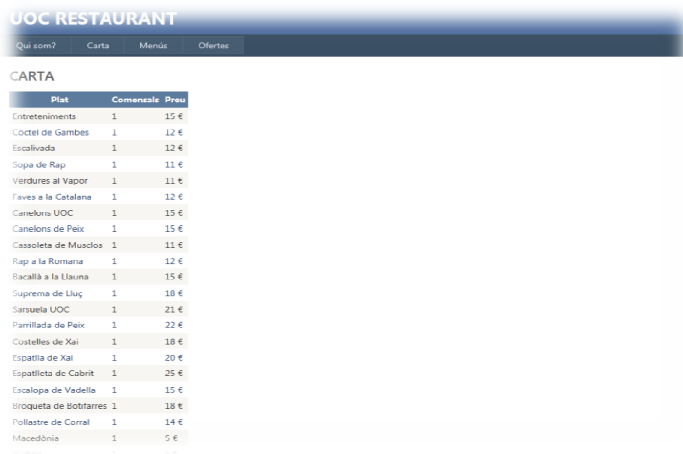 UOC RESTAURANT
Qui som? Carta Menús Ofertes
CARTA
Plat Comensals Preu
Entreteniments 1 15 €
Còctel de Gambes 1 12 €
Escalivada 1 12 €
Sopa de Rap 1 11 €
Verdures al Vapor 1 11 €
Faves a la Catalana 1 12 €
Canelons UOC 1 15 €
Canelons de Peix 1 15 €
Cassoleta de Musclos 1 11 €
Rap a la Romana 1 12 €
Bacallà a la Llauna 1 15 €
Suprema de Lluç 1 18 €
Sarsuela UOC 1 21 €
Parrillada de Peix 1 22 €
Costelles de Xai 1 18 €
Espatlla de Xai 1 20 €
Espatlleta de Cabrit 1 25 €
Escalopa de Vadella 1 15 €
Broqueta de Botifarres 1 18 €
Pollastre de Corral 1 14 €
Macedònia 1 5 €